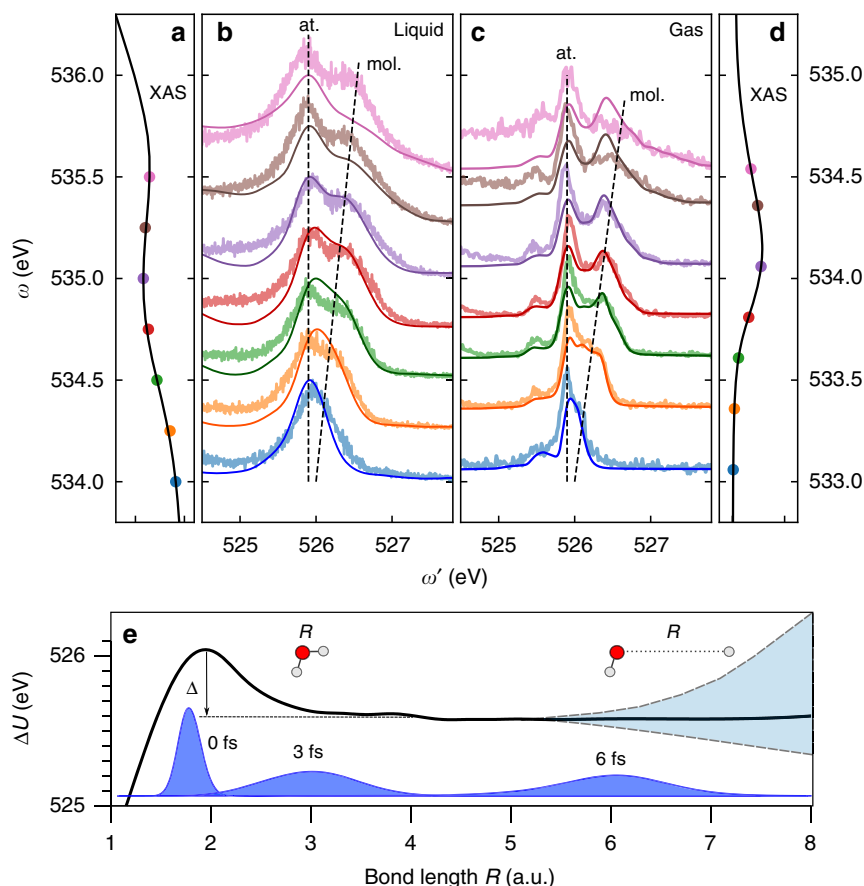 a b c d
at. Liquid at. Gas
mol. mol.
XAS XAS
536.0 535.0
535.5 534.5
535.0 534.0
534.5 533.5
534.0 533.0
ω (eV)
525 526 527 525 526 527
ω′ (eV)
e
R R
526
Δ
ΔU (eV)
0 fs 3 fs 6 fs
525
1 2 3 4 5 6 7 8
Bond length R (a.u.)